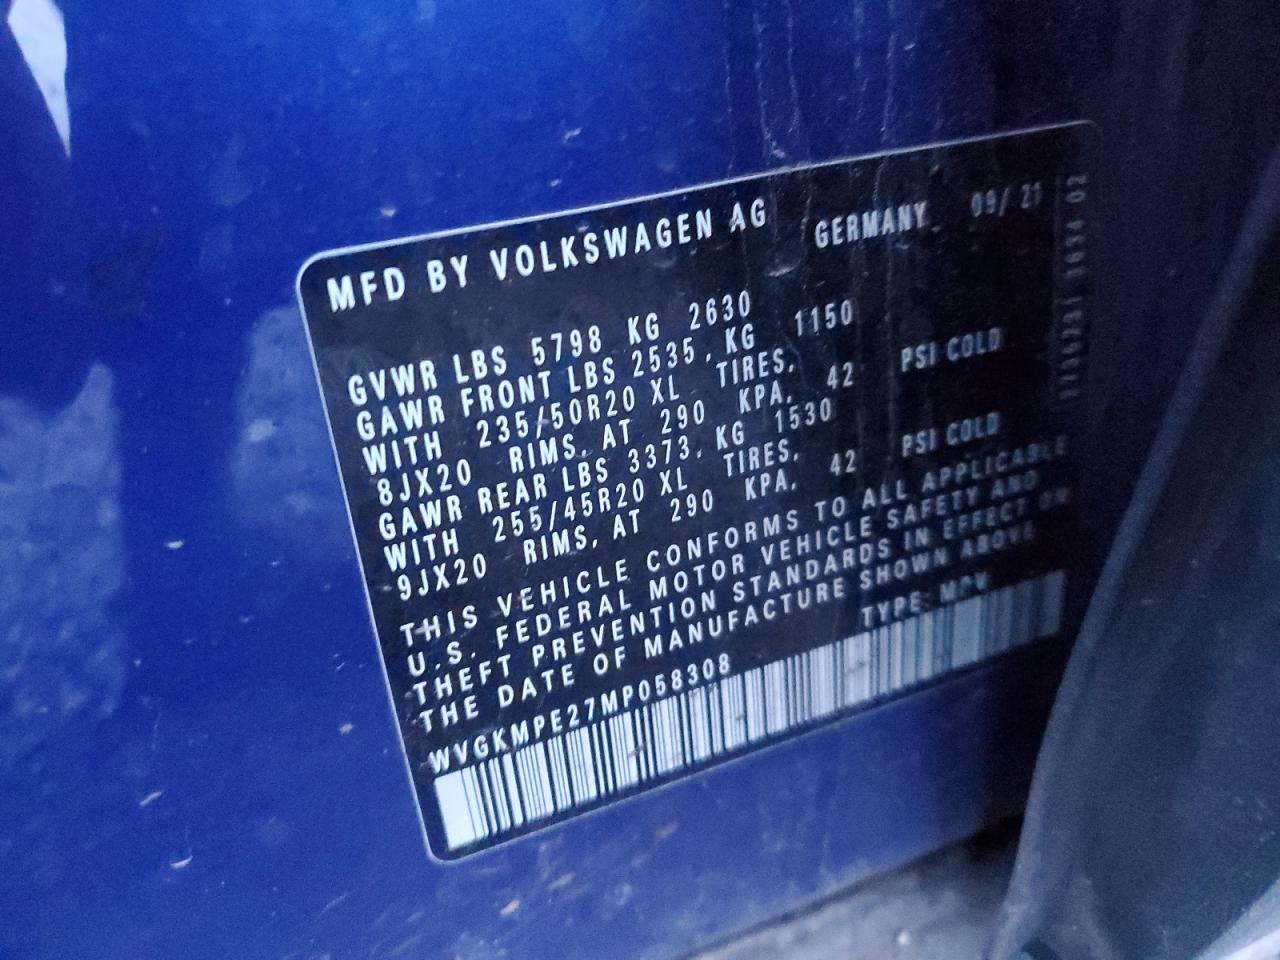 MFD BY VOLKSWAGEN AG GERMANY 09/ 21
GVWR LBS 5798 KG 2630
GAWR FRONT LBS 2535, KG 1150
WITH 235/50R20 XL TIRES,
8JX20 RIMS, AT 290 KPA, 42 PSI COLD
GAWR REAR LBS 3373, KG 1530
WITH 255/45R20 XL TIRES,
9JX20 RIMS, AT 290 KPA, 42 PSI COLD
THIS VEHICLE CONFORMS TO ALL APPLICABLE
U.S. FEDERAL MOTOR VEHICLE SAFETY AND
THEFT PREVENTION STANDARDS IN EFFECT ON
THE DATE OF MANUFACTURE SHOWN ABOVE
WVGKMPE27MP058308 TYPE: MPV